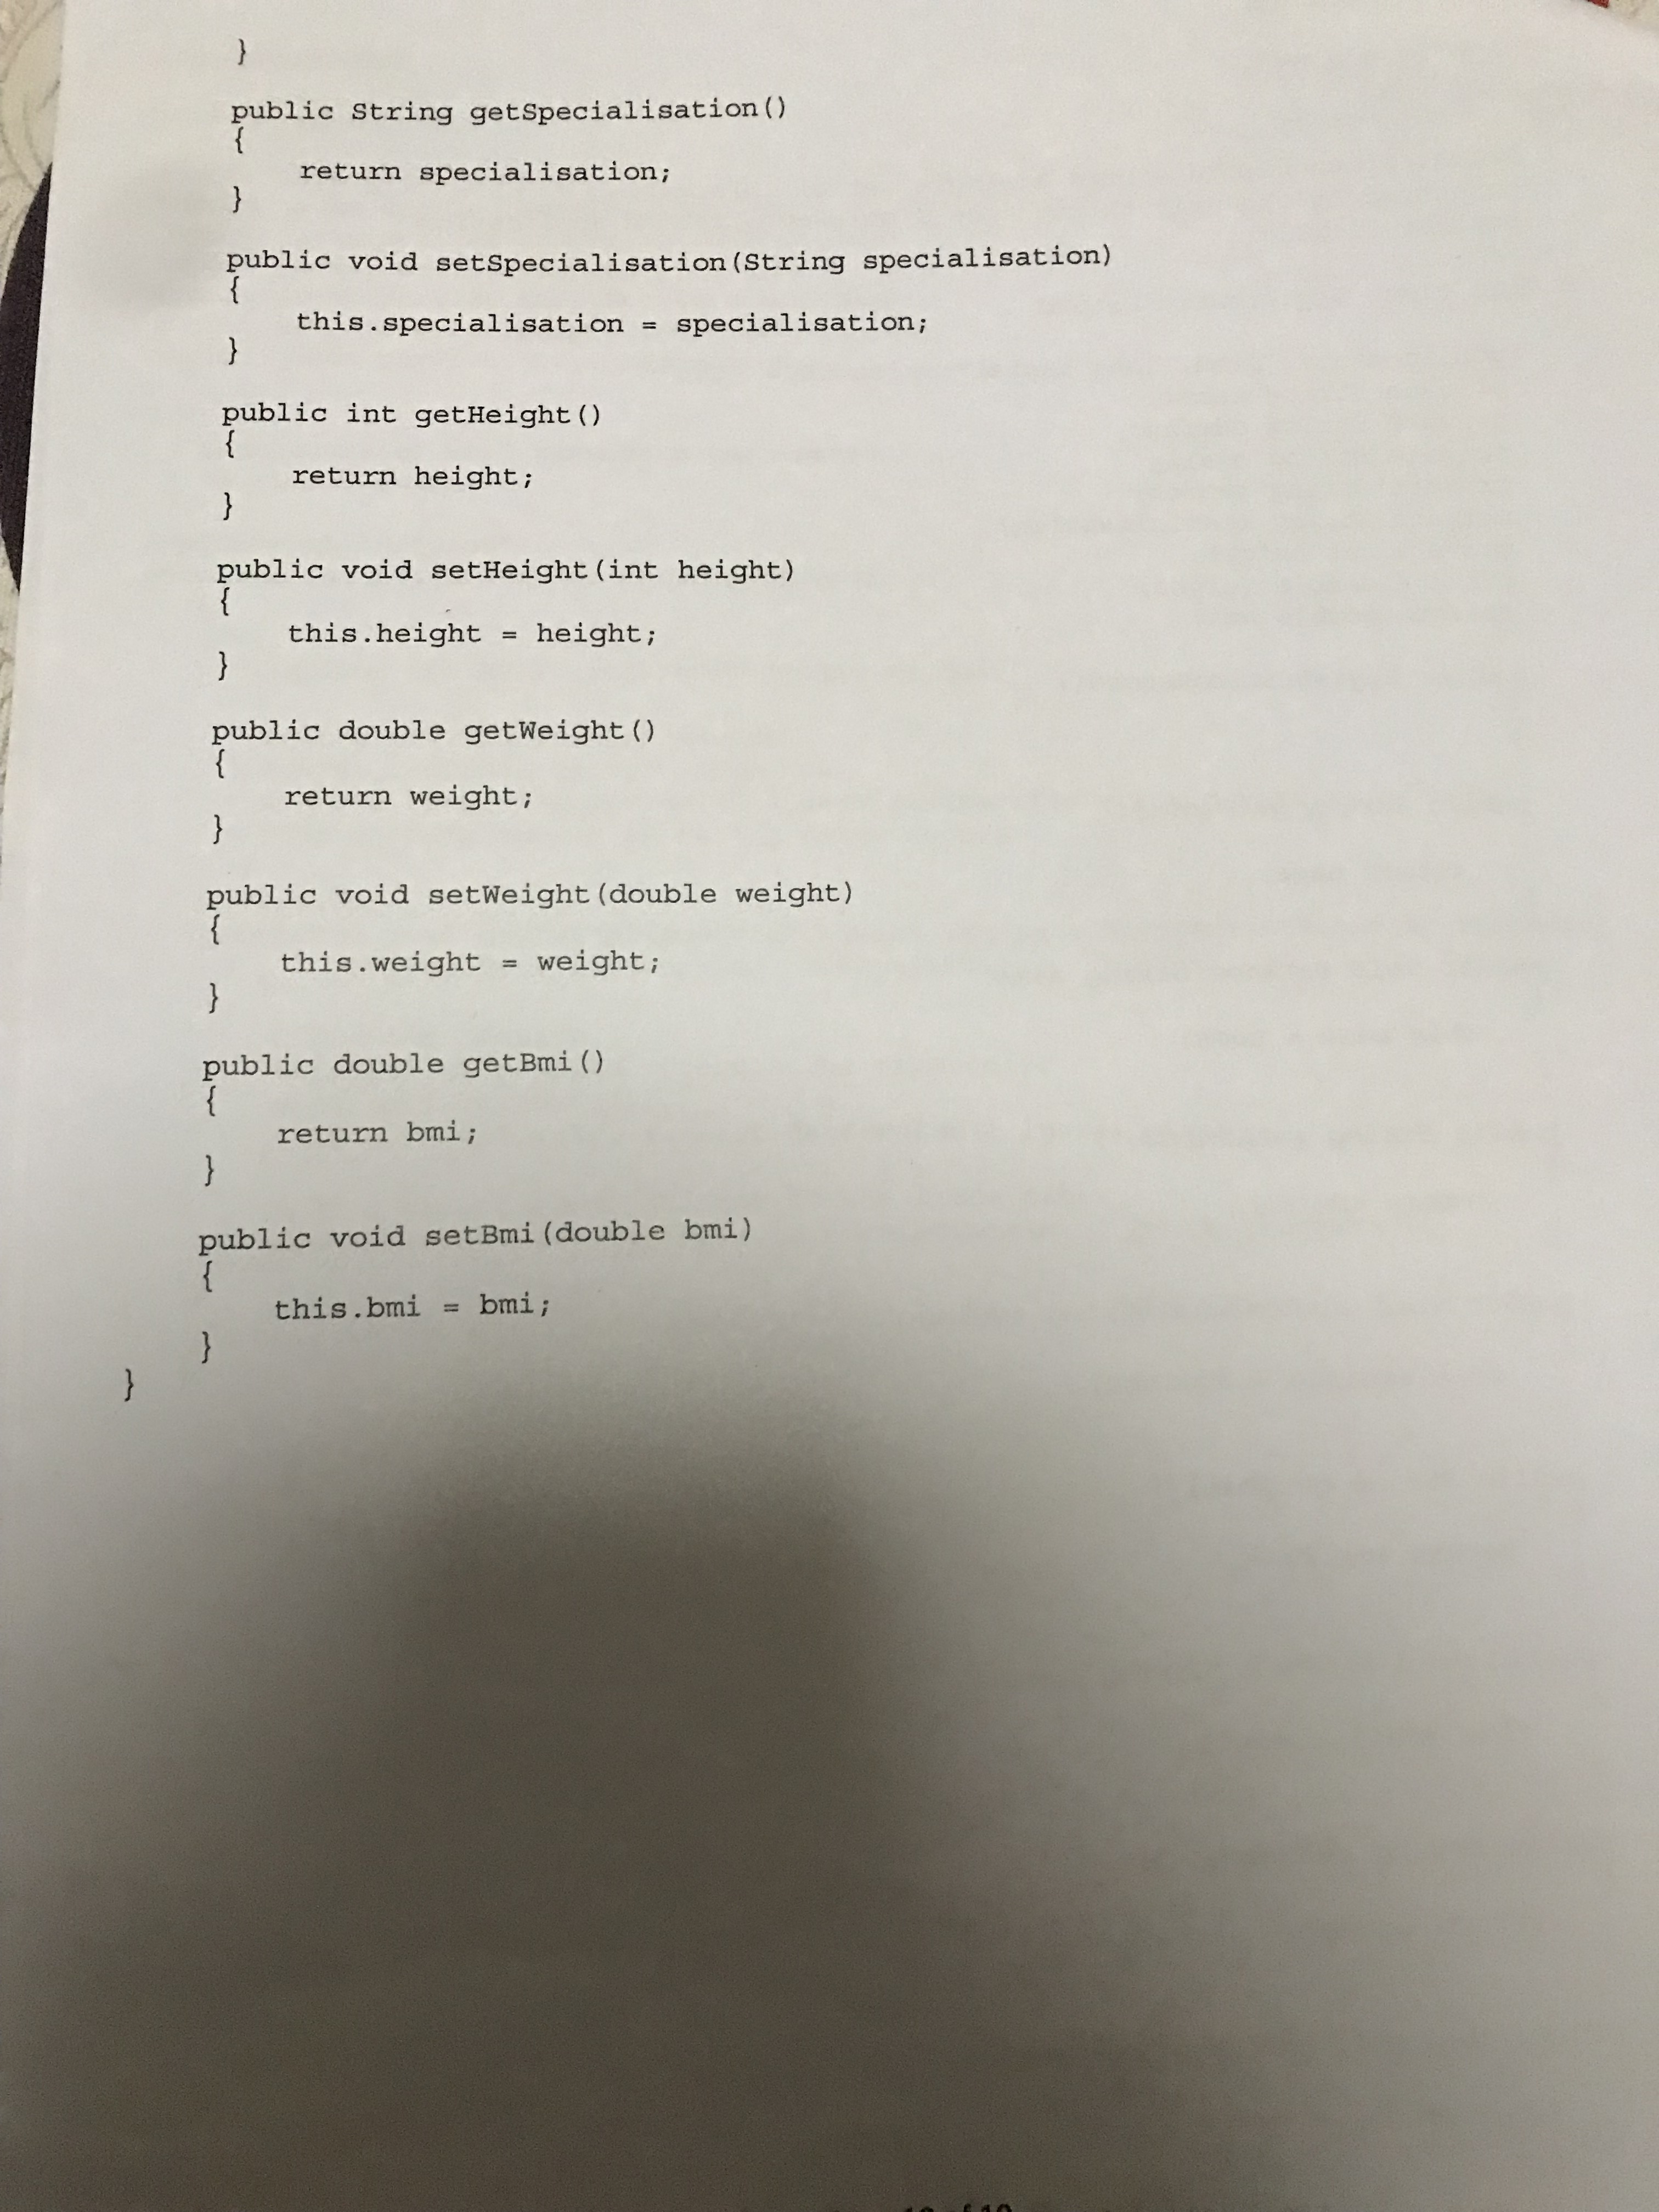 }
public String getSpecialisation()
{
return specialisation;
}
public void setSpecialisation(String specialisation)
{
this.specialisation = specialisation;
}
public int getHeight()
{
return height;
}
public void setHeight(int height)
{
this.height = height;
}
public double getWeight()
{
return weight;
}
public void setWeight(double weight)
{
this.weight = weight;
}
public double getBmi()
{
return bmi;
}
public void setBmi(double bmi)
{
this.bmi = bmi;
}
}